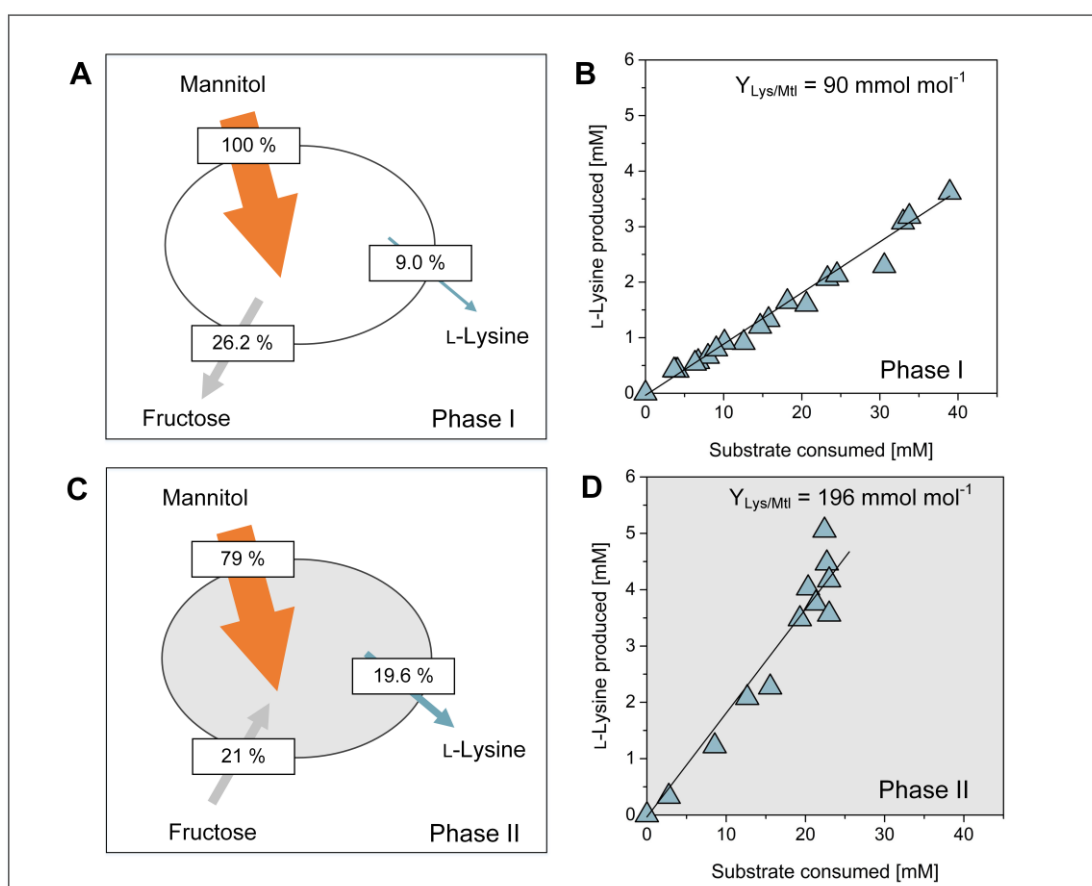 A
Mannitol
100 %
9.0 %
L-Lysine
26.2 %
Fructose
Phase I
B
Y_Lys/Mtl = 90 mmol mol⁻¹
6
5
4
3
2
1
0
L-Lysine produced [mM]
Phase I
0 10 20 30 40
Substrate consumed [mM]
C
Mannitol
79 %
19.6 %
L-Lysine
21 %
Fructose
Phase II
D
Y_Lys/Mtl = 196 mmol mol⁻¹
6
5
4
3
2
1
0
L-Lysine produced [mM]
Phase II
0 10 20 30 40
Substrate consumed [mM]